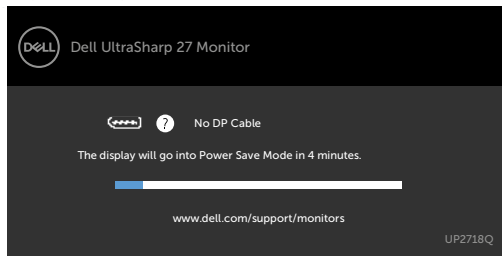 DELL
Dell UltraSharp 27 Monitor
? No DP Cable
The display will go into Power Save Mode in 4 minutes.
www.dell.com/support/monitors
UP2718Q